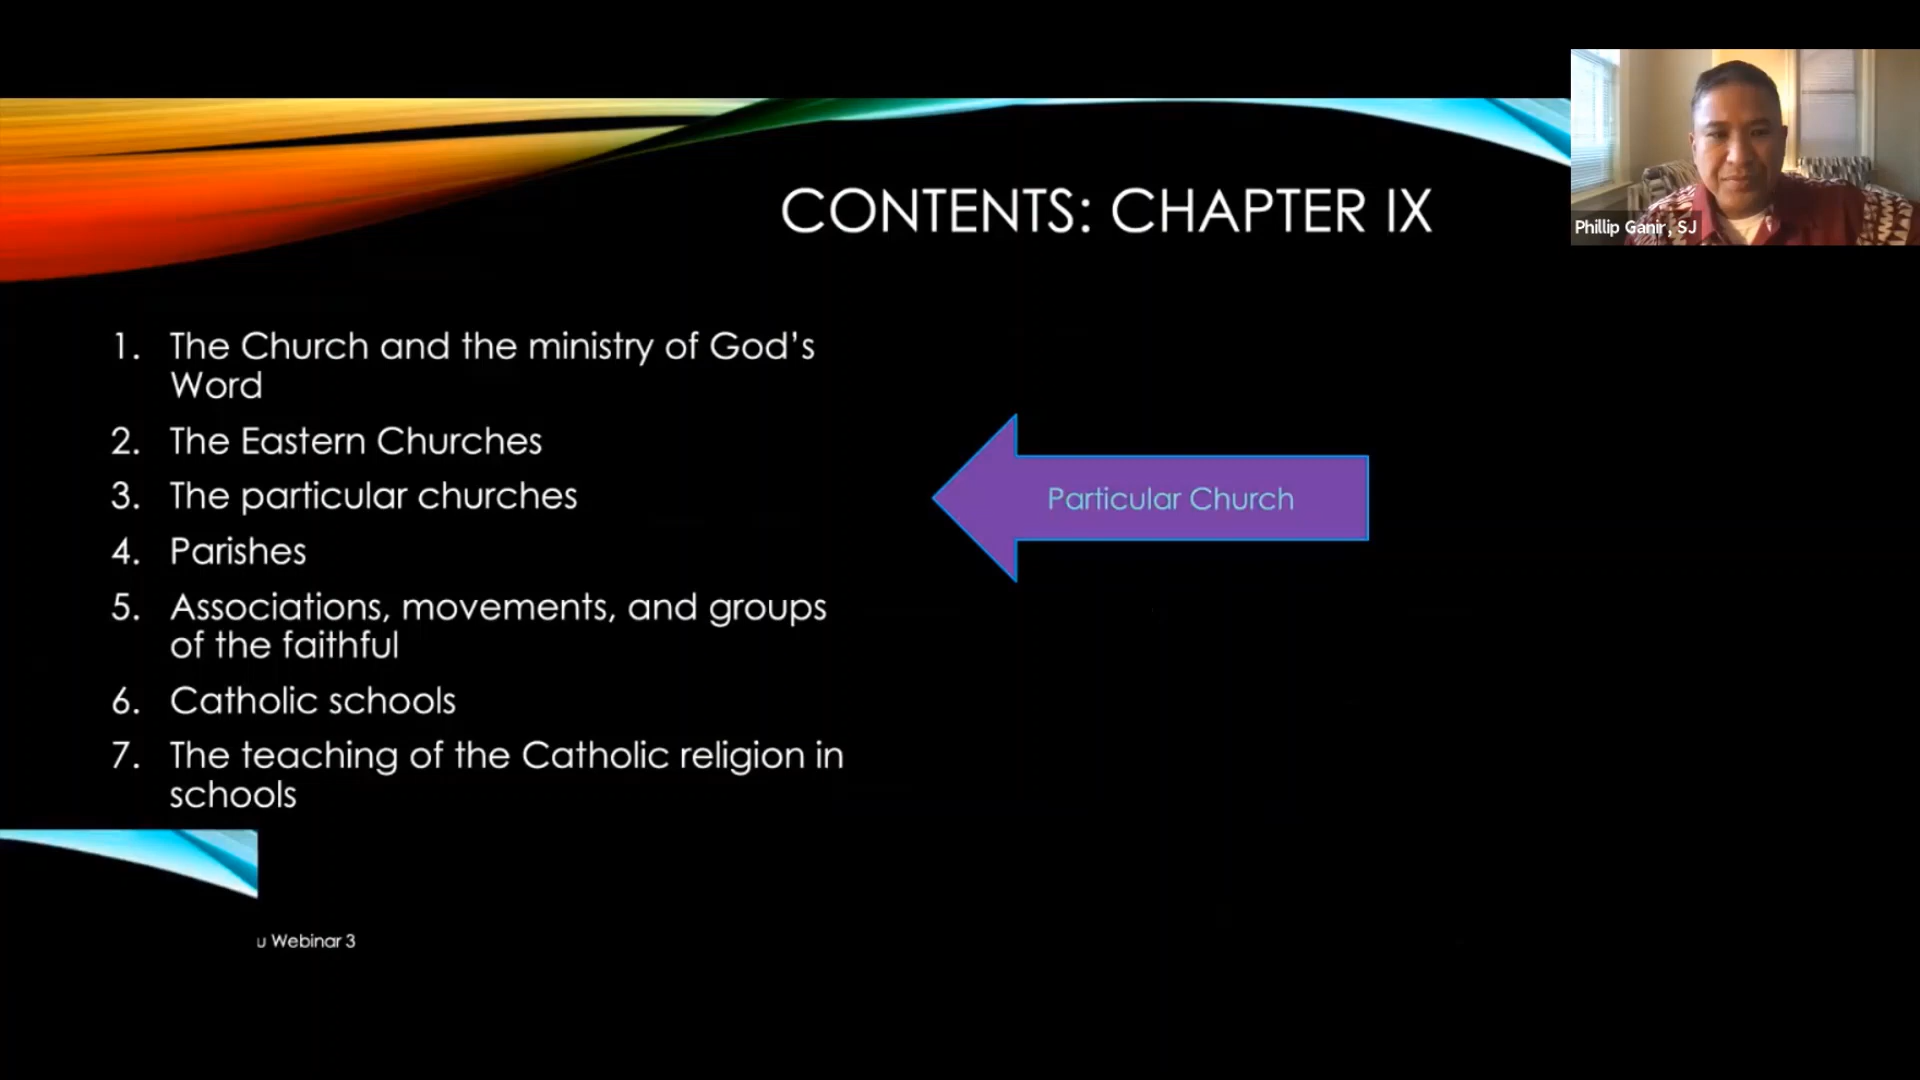 CONTENTS: CHAPTER IX
Phillip Ganir, SJ
1. The Church and the ministry of God's
Word
2. The Eastern Churches
3. The particular churches
4. Parishes
5. Associations, movements, and groups
of the faithful
6. Catholic schools
7. The teaching of the Catholic religion in
schools
Particular Church
u Webinar 3